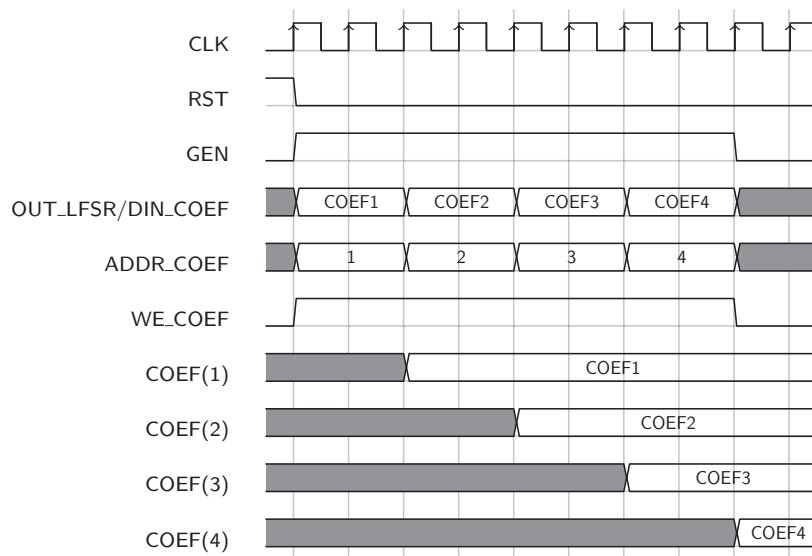 CLK
RST
GEN
OUT_LFSR/DIN_COEF COEF1 COEF2 COEF3 COEF4
ADDR_COEF 1 2 3 4
WE_COEF
COEF(1) COEF1
COEF(2) COEF2
COEF(3) COEF3
COEF(4) COEF4